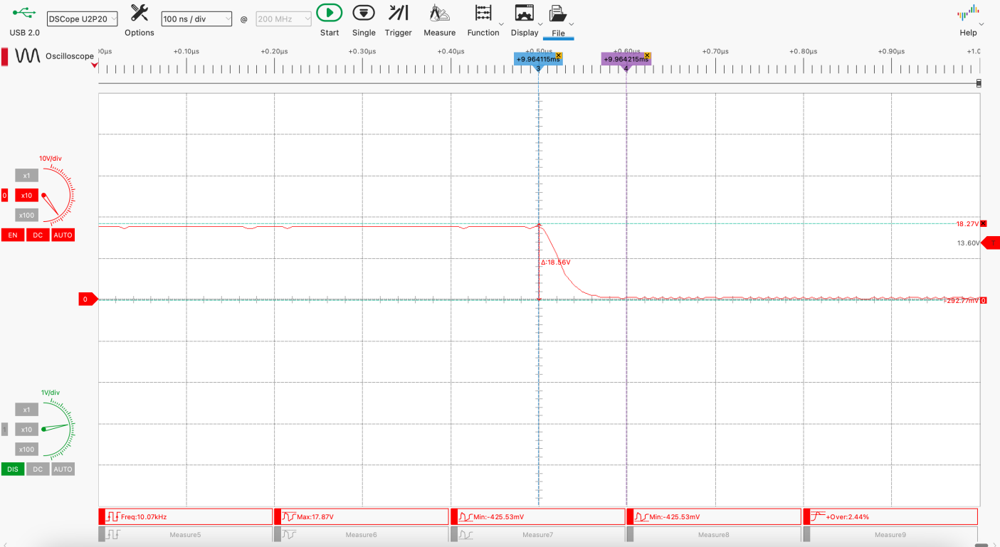 DSCope U2P20 100 ns / div @ 200 MHz
USB 2.0 Options Start Single Trigger Measure Function Display File Help
Oscilloscope
00µs +0.10µs +0.20µs +0.30µs +0.40µs +0.50µs +0.60µs +0.70µs +0.80µs +0.90µs +1.0
+9.964115ms +9.964215ms
3 4
10V/div
x1
0 x10
x100
EN DC AUTO
18.27V X
13.60V T
Δ:18.56V
0
-292.77mV 0
1V/div
x1
1 x10
x100
DIS DC AUTO
Freq:10.07kHz Max:17.87V Min:-425.53mV Min:-425.53mV +Over:2.44%
Measure5 Measure6 Measure7 Measure8 Measure9